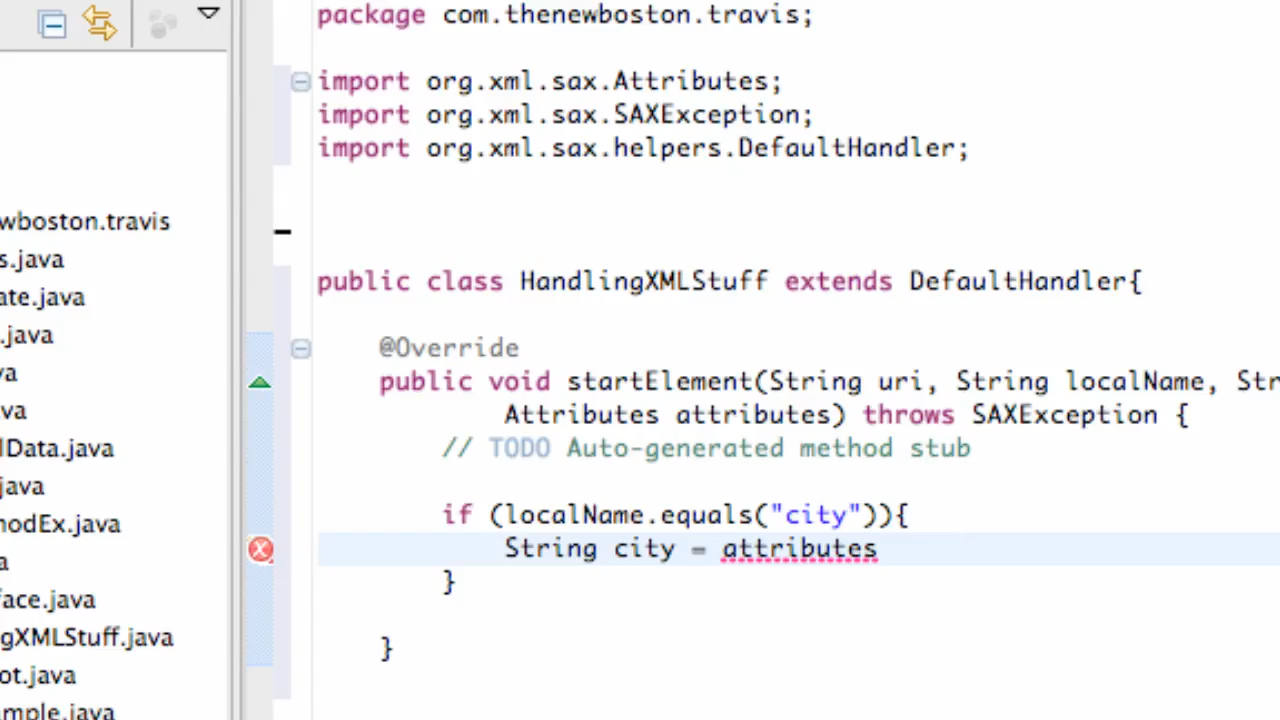 package com.thenewboston.travis;
import org.xml.sax.Attributes;
import org.xml.sax.SAXException;
import org.xml.sax.helpers.DefaultHandler;
public class HandlingXMLStuff extends DefaultHandler{
@Override
public void startElement(String uri, String localName, Str
Attributes attributes) throws SAXException {
// TODO Auto-generated method stub
if (localName.equals("city")){
String city = attributes
}
}
wboston.travis
s.java
ate.java
.java
va
va
lData.java
java
nodEx.java
a
face.java
gXMLStuff.java
ot.java
mple.java